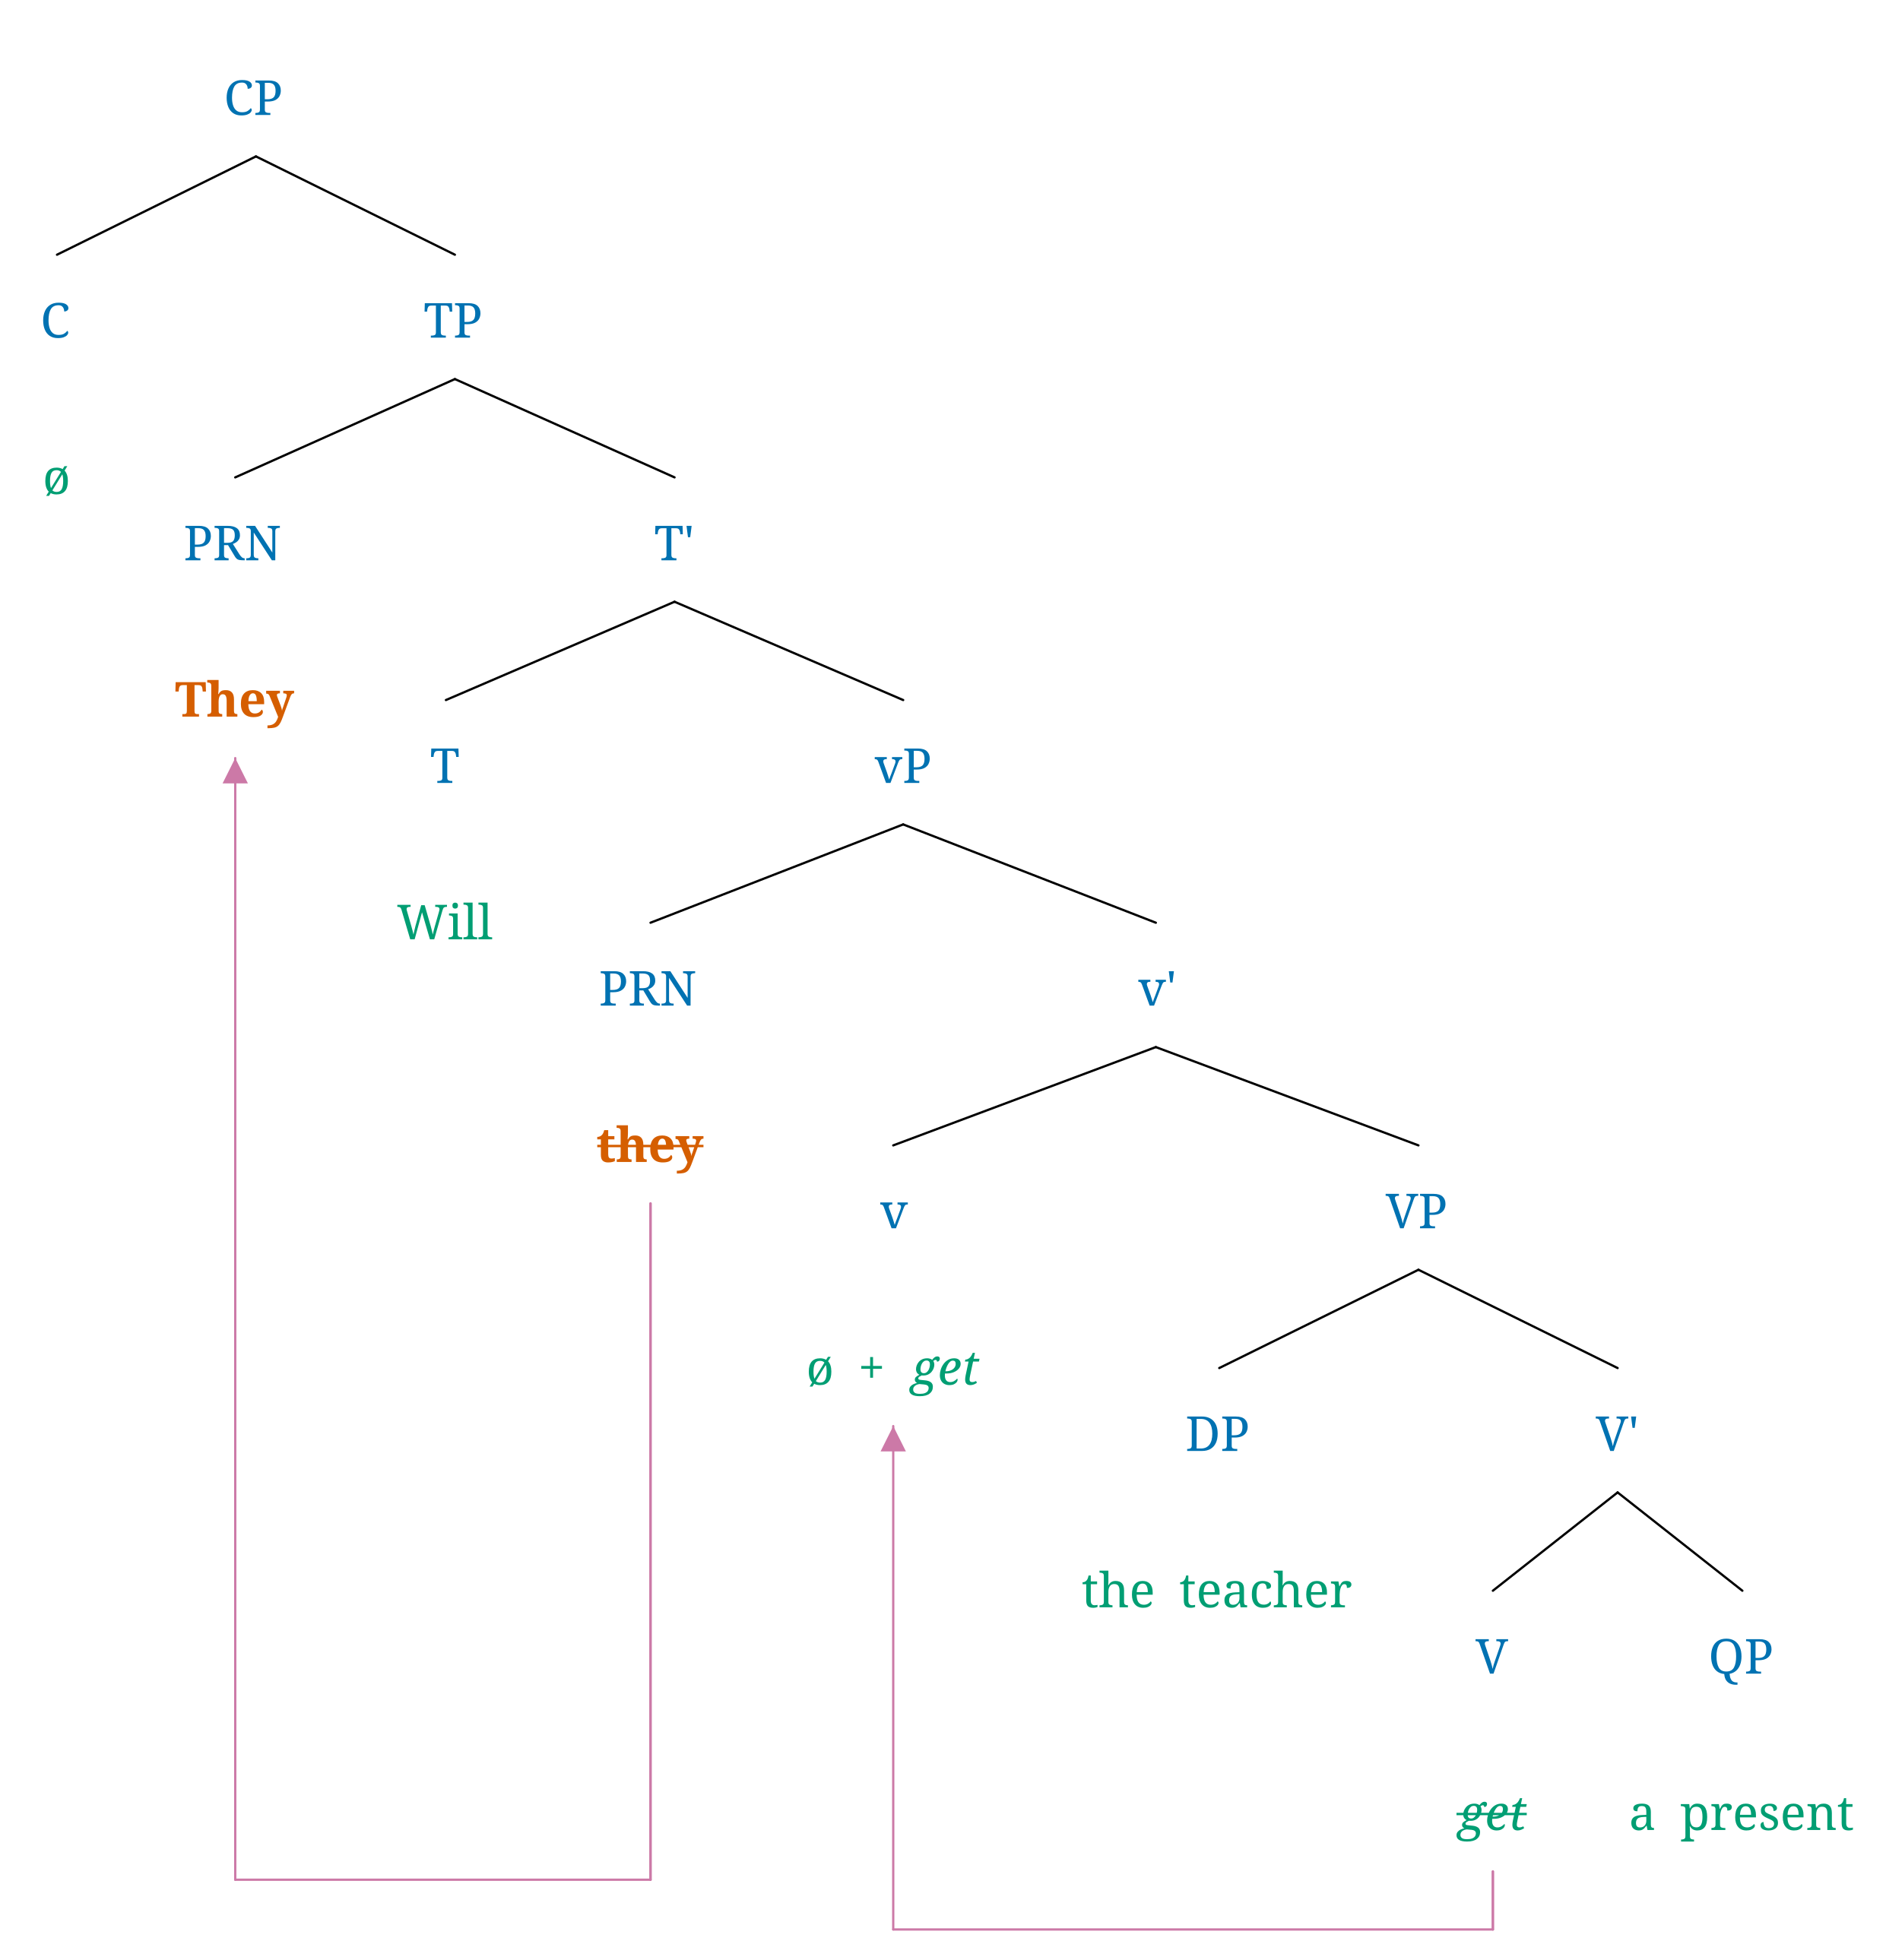 CP
C TP
ø
PRN T'
They
T vP
Will
PRN v'
they
v VP
ø + get
DP V'
the teacher
V QP
get a present